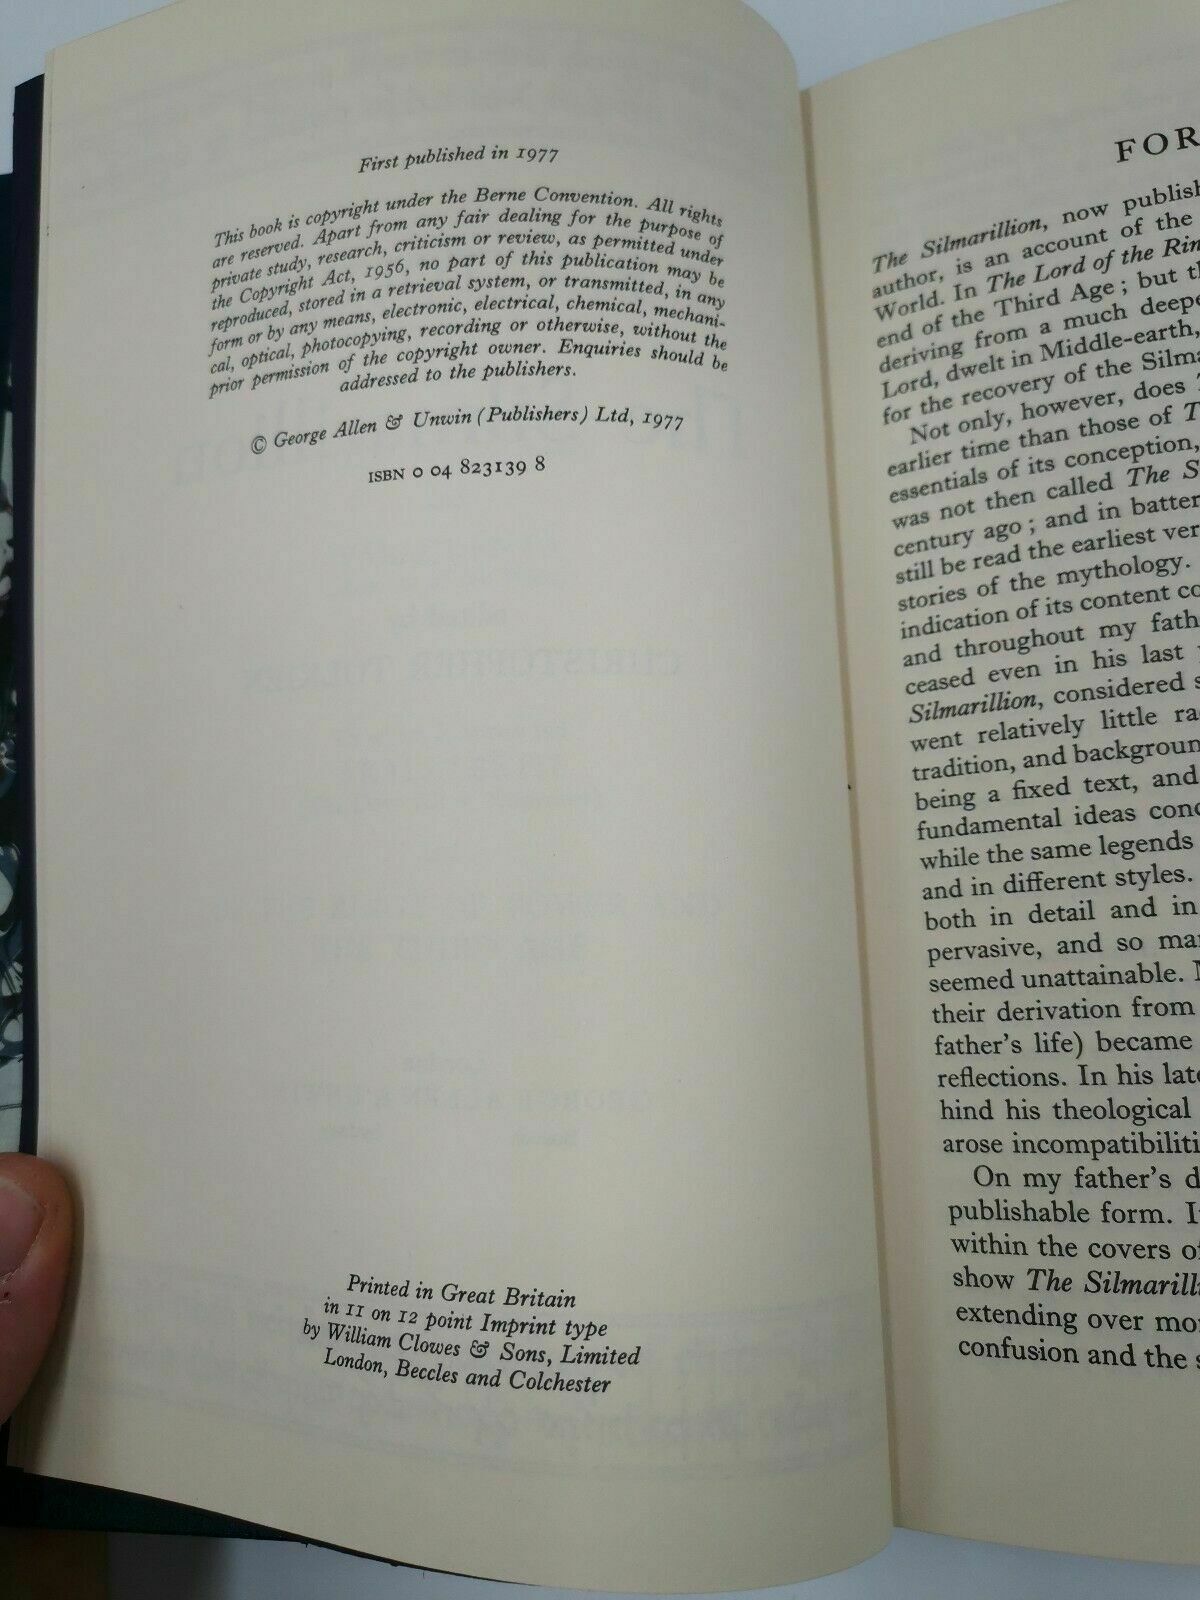 First published in 1977
This book is copyright under the Berne Convention. All rights
are reserved. Apart from any fair dealing for the purpose of
private study, research, criticism or review, as permitted under
the Copyright Act, 1956, no part of this publication may be
reproduced, stored in a retrieval system, or transmitted, in any
form or by any means, electronic, electrical, chemical, mechani-
cal, optical, photocopying, recording or otherwise, without the
prior permission of the copyright owner. Enquiries should be
addressed to the publishers.
© George Allen & Unwin (Publishers) Ltd, 1977
ISBN 0 04 823139 8
Printed in Great Britain
in 11 on 12 point Imprint type
by William Clowes & Sons, Limited
London, Beccles and Colchester
FOR
The Silmarillion, now publish
author, is an account of the
World. In The Lord of the Rin
end of the Third Age; but th
deriving from a much deepe
Lord, dwelt in Middle-earth,
for the recovery of the Silma
Not only, however, does T
earlier time than those of T
essentials of its conception,
was not then called The S
century ago; and in batter
still be read the earliest ver
stories of the mythology.
indication of its content co
and throughout my fath
ceased even in his last
Silmarillion, considered s
went relatively little ra
tradition, and background
being a fixed text, and
fundamental ideas conc
while the same legends
and in different styles.
both in detail and in
pervasive, and so mar
seemed unattainable. 
their derivation from
father's life) became
reflections. In his late
hind his theological
arose incompatibiliti
On my father's d
publishable form. I
within the covers of
show The Silmarilli
extending over mor
confusion and the s